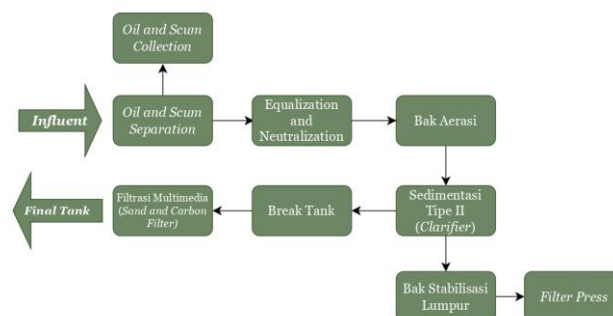 Oil and Scum
Collection
Influent
Oil and Scum
Separation
Equalization
and
Neutralization
Bak Aerasi
Final Tank
Filtrasi Multimedia
(Sand and Carbon
Filter)
Break Tank
Sedimentasi
Tipe II
(Clarifier)
Bak Stabilisasi
Lumpur
Filter Press